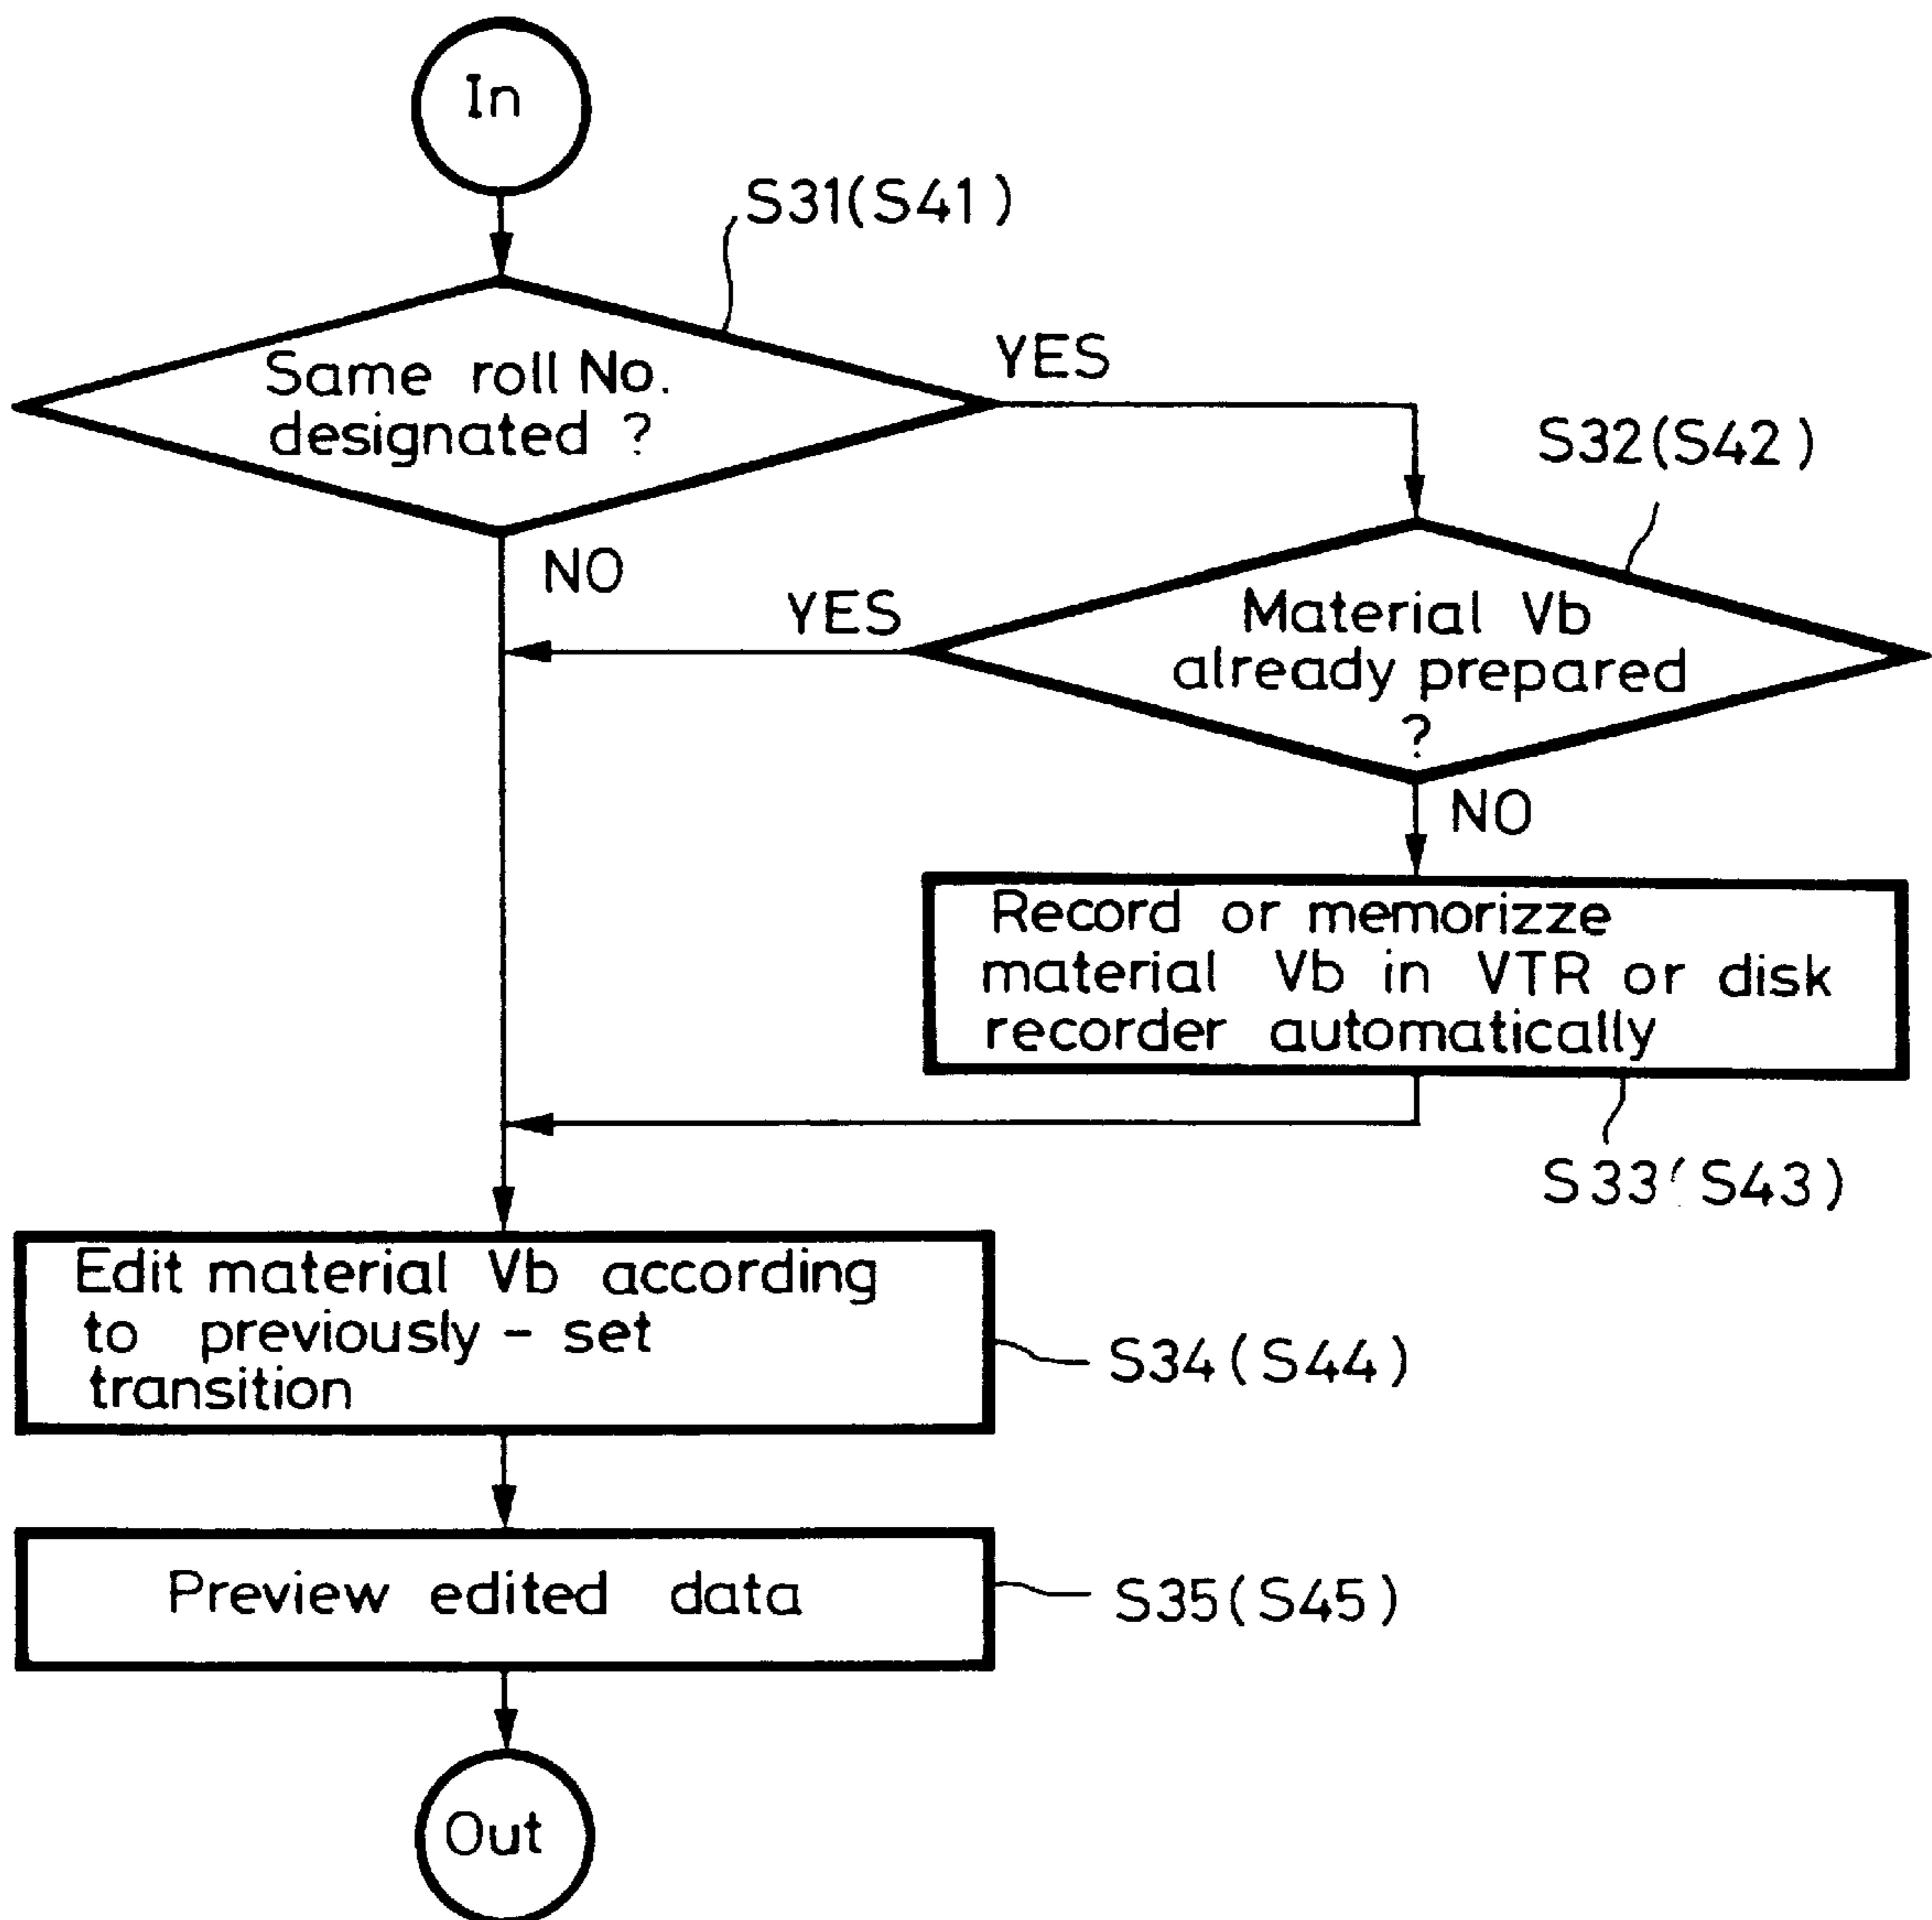 In
S31(S41)
Same roll No.
designated ?
YES
S32(S42)
NO
YES
Material Vb
already prepared
?
NO
Record or memorizze
material Vb in VTR or disk
recorder automatically
S33(S43)
Edit material Vb according
to previously - set
transition
S34(S44)
Preview edited data
S35(S45)
Out